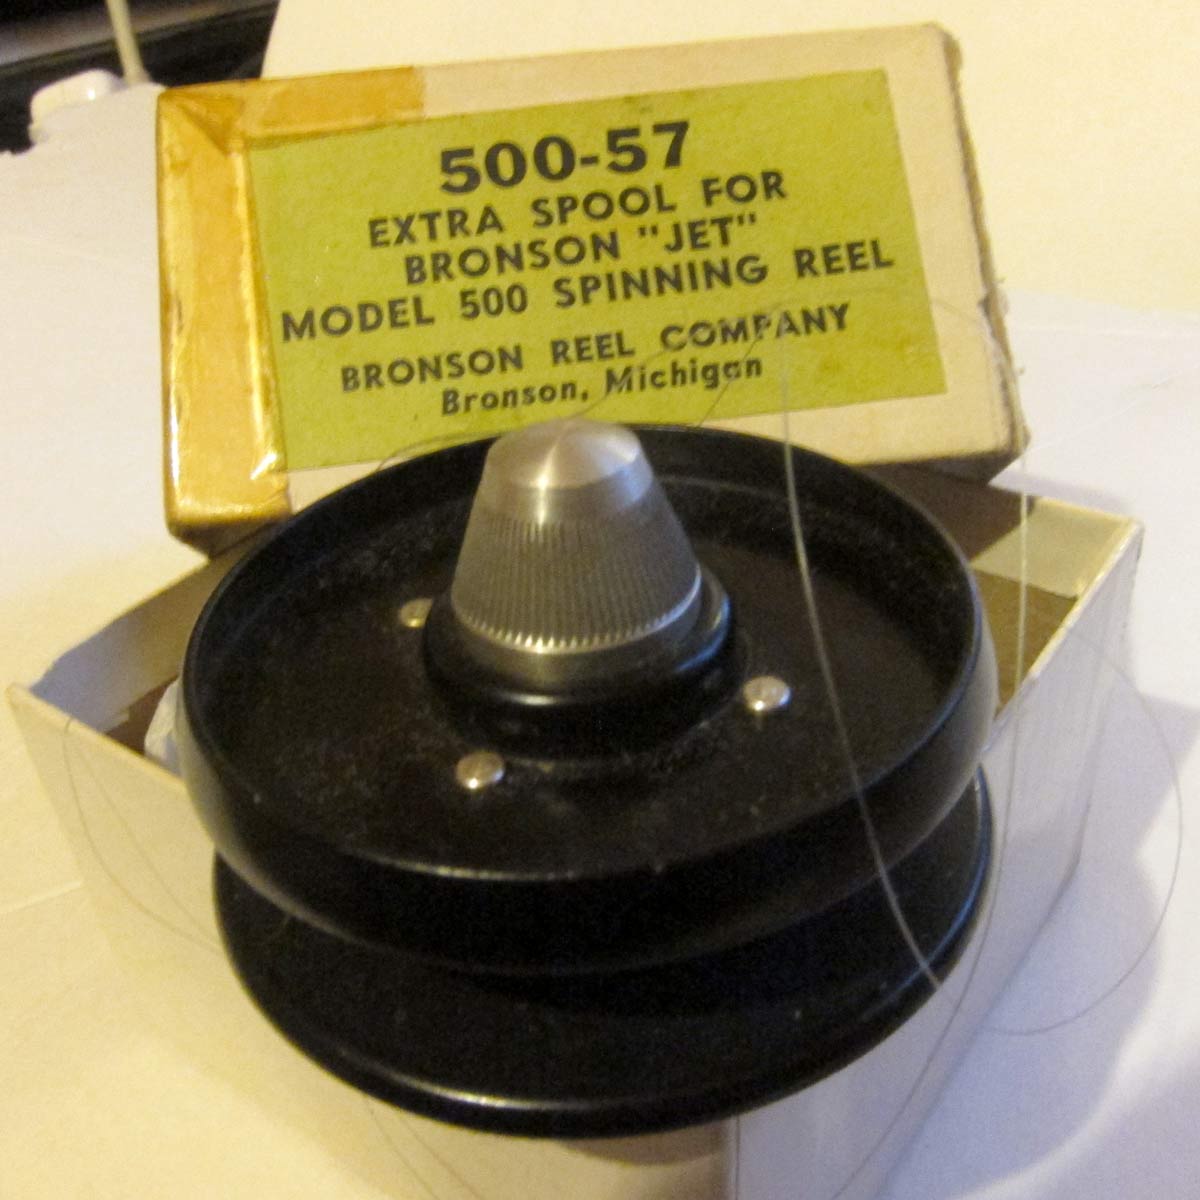 500-57
EXTRA SPOOL FOR
BRONSON "JET"
MODEL 500 SPINNING REEL
BRONSON REEL COMPANY
Bronson, Michigan